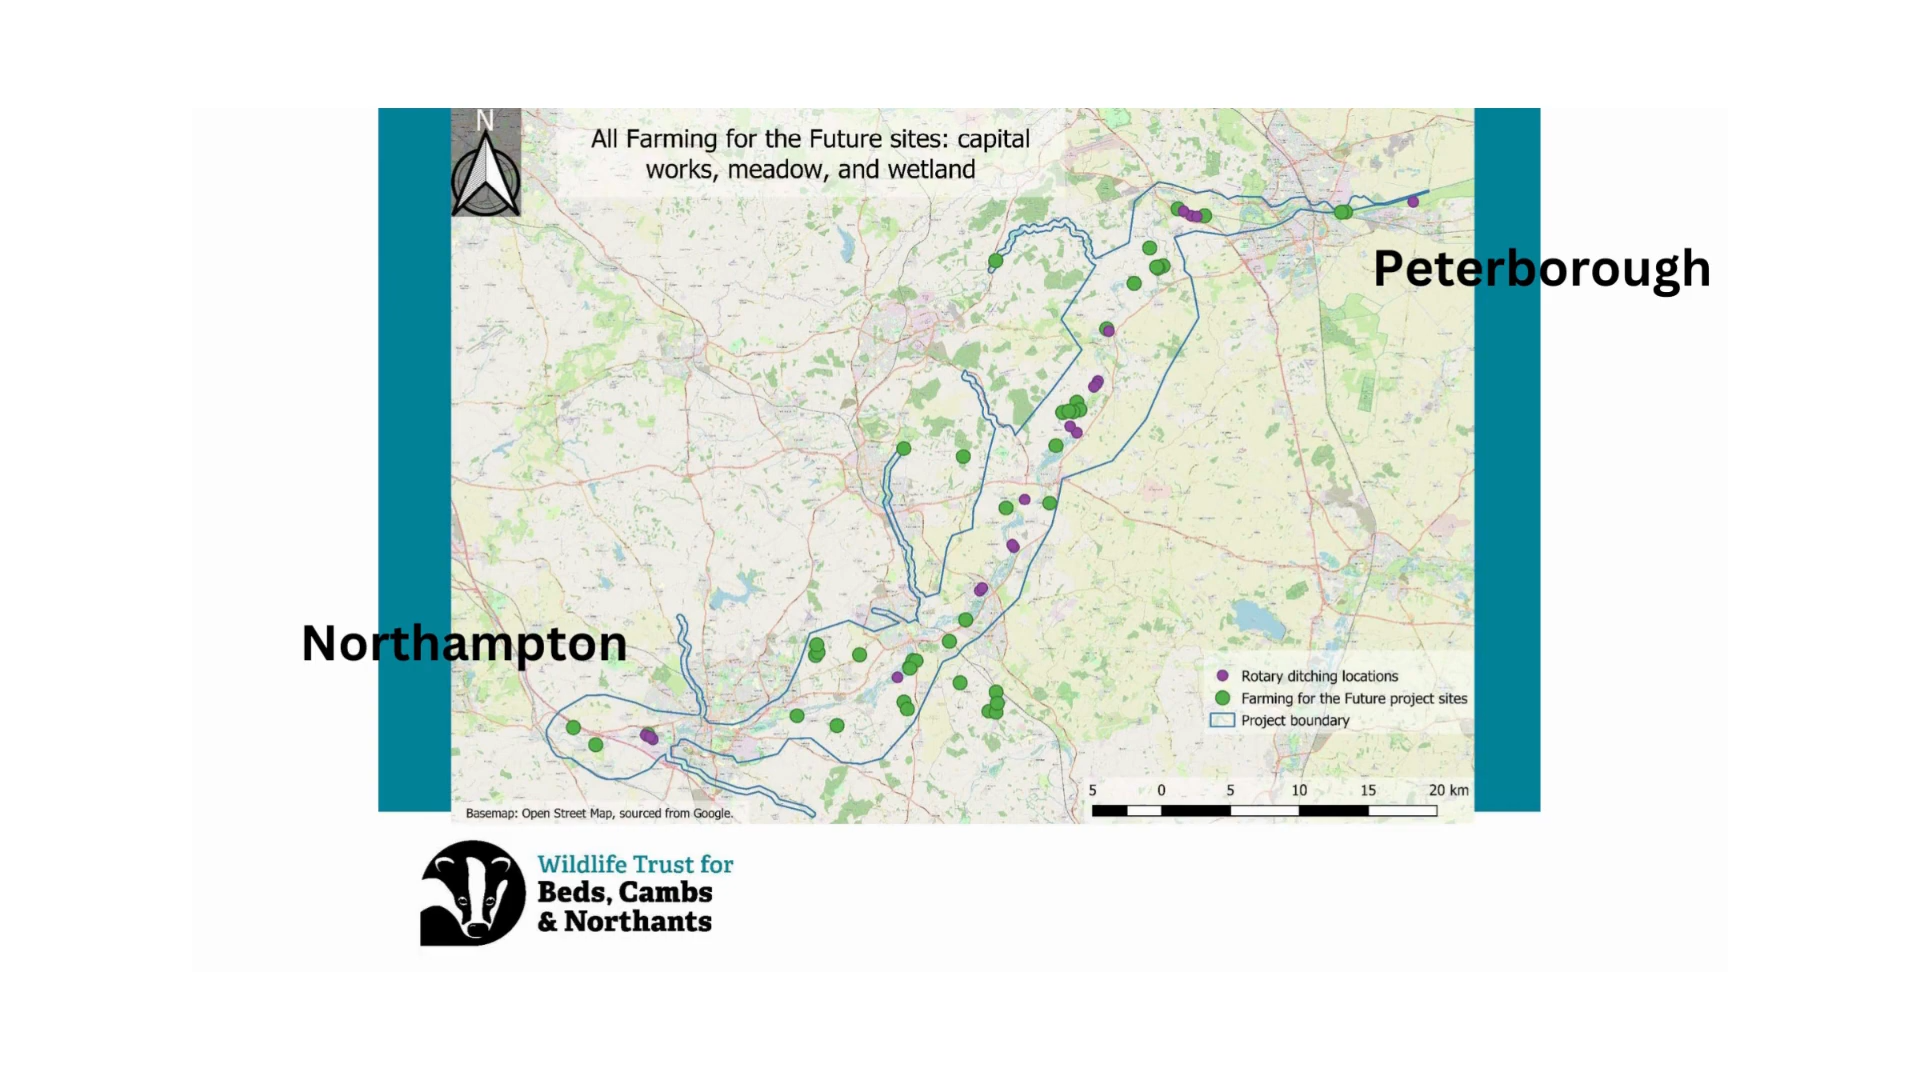 N
All Farming for the Future sites: capital
works, meadow, and wetland
Peterborough
Northampton
Rotary ditching locations
Farming for the Future project sites
Project boundary
5 0 5 10 15 20 km
Basemap: Open Street Map, sourced from Google.
Wildlife Trust for
Beds, Cambs
& Northants